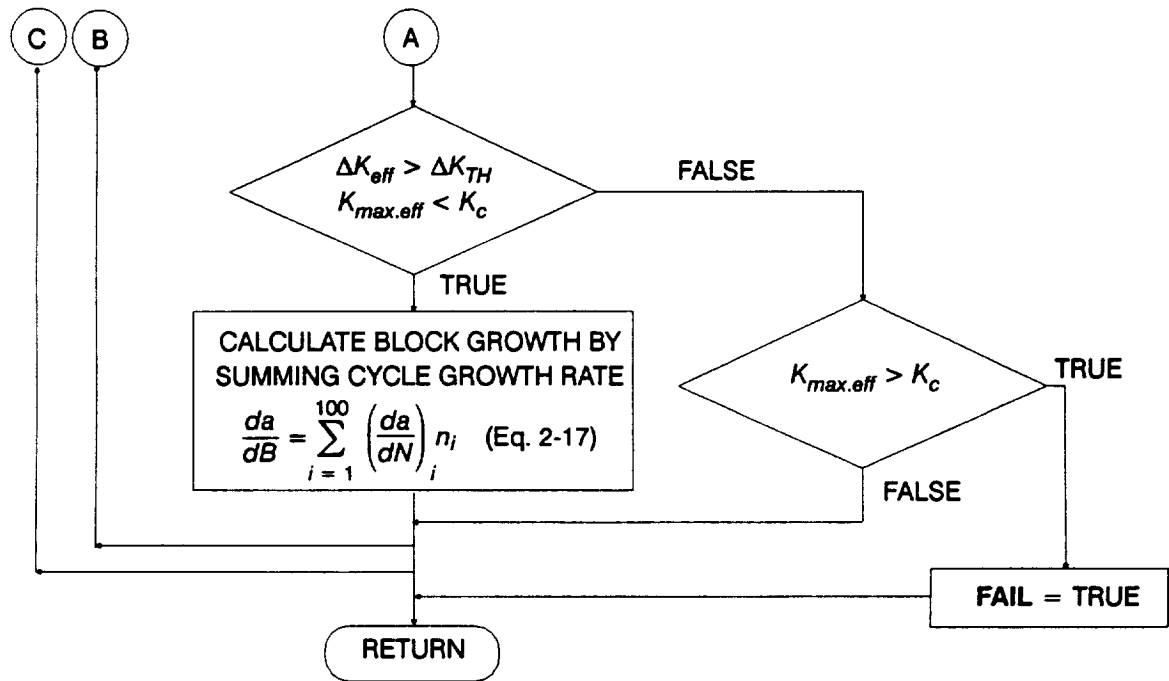 C
B
A
ΔK_eff > ΔK_TH
K_max.eff < K_c
FALSE
TRUE
CALCULATE BLOCK GROWTH BY
SUMMING CYCLE GROWTH RATE
da/dB = ∑_{i = 1}^{100} (da/dN)_i n_i (Eq. 2-17)
K_max.eff > K_c
TRUE
FALSE
FAIL = TRUE
RETURN